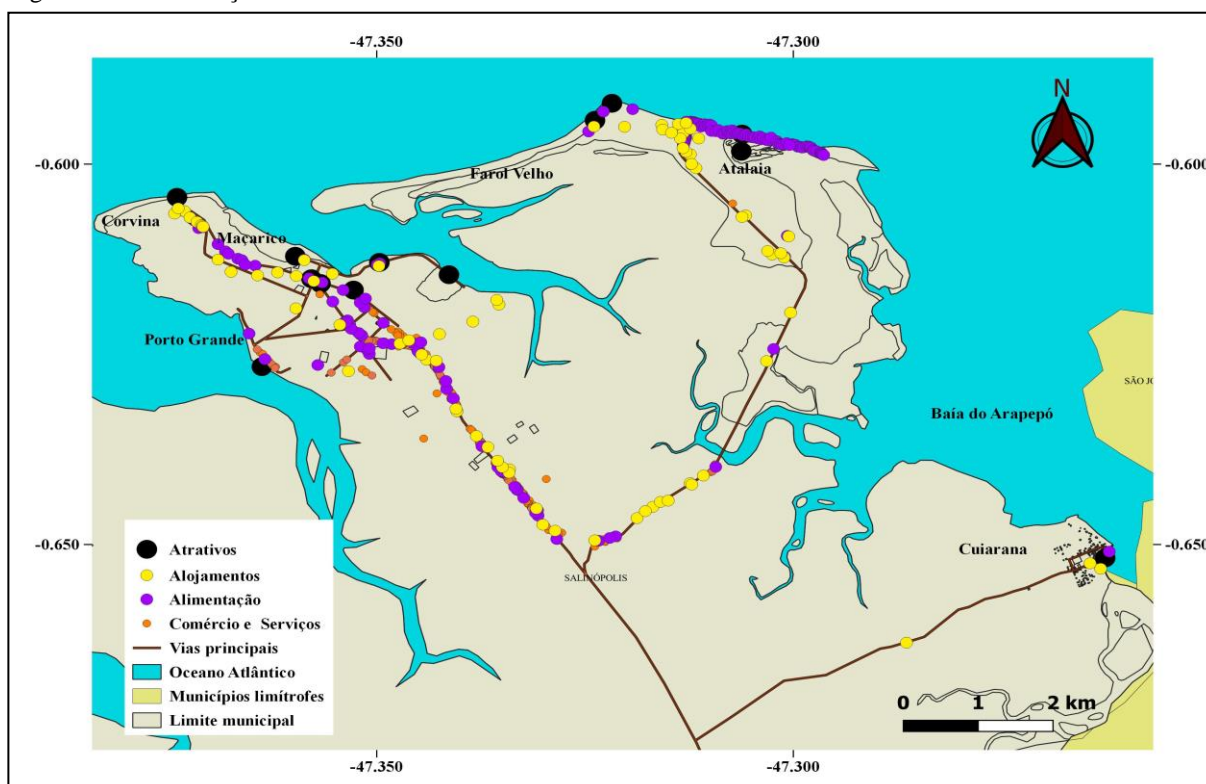 -47.350
-47.300
N
-0.600
-0.600
Farol Velho
Atalaia
Corvina
Maçarico
Porto Grande
SÃO JO
Baía do Arapepó
-0.650
-0.650
Cuiarana
SALINÓPOLIS
Atrativos
Alojamentos
Alimentação
Comércio e Serviços
Vias principais
Oceano Atlântico
Municípios limítrofes
Limite municipal
0 1 2 km
-47.350
-47.300